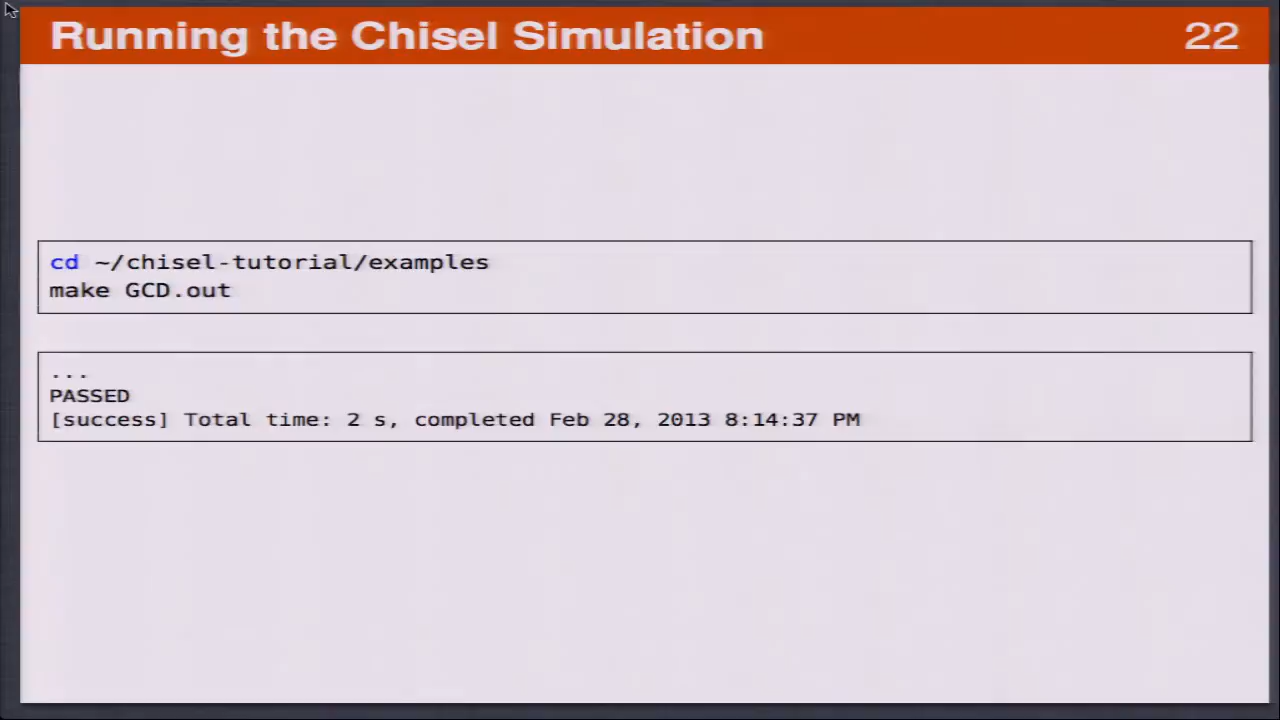 Running the Chisel Simulation
22
cd ~/chisel-tutorial/examples
make GCD.out
...
PASSED
[success] Total time: 2 s, completed Feb 28, 2013 8:14:37 PM